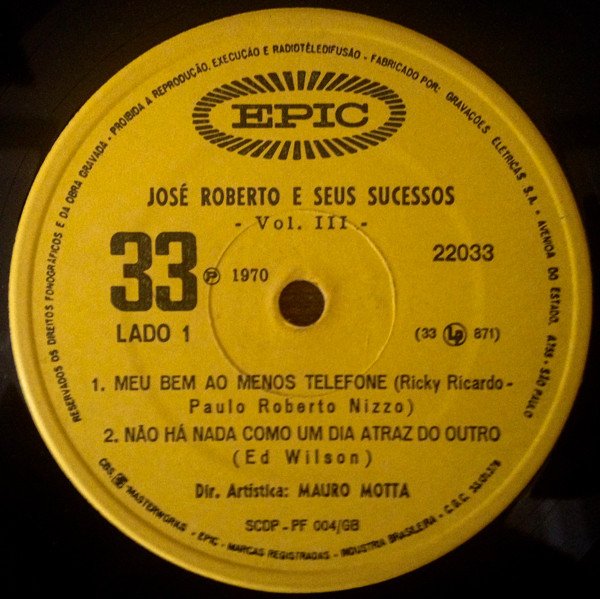 RESERVADOS OS DIREITOS FONOGRÁFICOS E DA OBRA GRAVADA - PROIBIDA A REPRODUÇÃO, EXECUÇÃO E RADIOTELEDIFUSÃO - FABRICADO POR: GRAVAÇÕES ELÉTRICAS S.A. - AVENIDA DO ESTADO, 4755 - SÃO PAULO
EPIC
JOSÉ ROBERTO E SEUS SUCESSOS
- Vol. III -
33 Ⓟ 1970
22033
LADO 1
(33 LP 871)
1. MEU BEM AO MENOS TELEFONE (Ricky Ricardo -
Paulo Roberto Nizzo)
2. NÃO HÁ NADA COMO UM DIA ATRAZ DO OUTRO
(Ed Wilson)
Dir. Artística: MAURO MOTTA
SCDP - PF 004/GB
CBS, "MASTERWORKS" - EPIC - MARCAS REGISTRADAS - INDÚSTRIA BRASILEIRA - C.G.C.